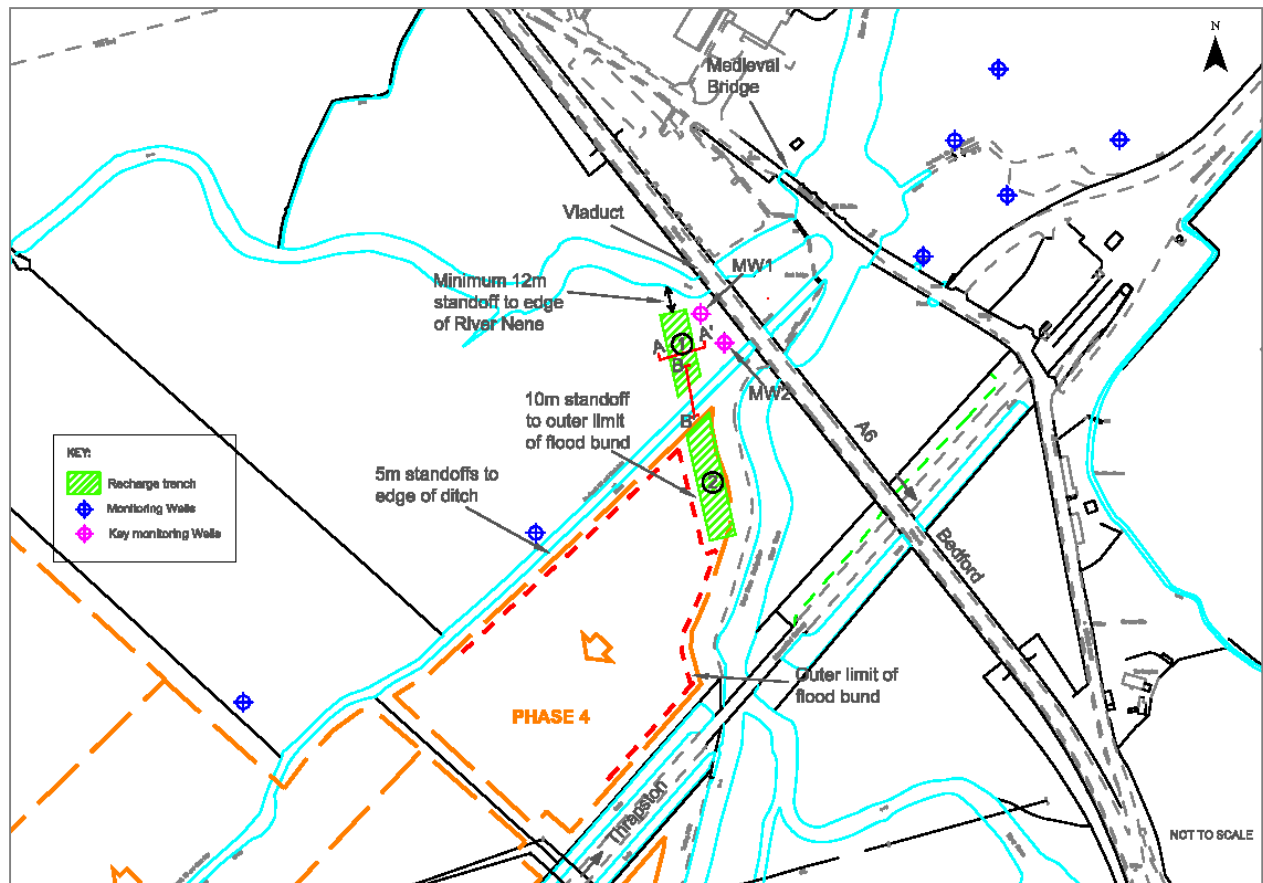 N
Medieval
Bridge
Viaduct
MW1
Minimum 12m
standoff to edge
of River Nene
A
1
A'
B
MW2
10m standoff
to outer limit
of flood bund
B'
A6
KEY:
Recharge trench
Monitoring Wells
Key monitoring Wells
5m standoffs to
edge of ditch
2
Bedford
Outer limit of
flood bund
PHASE 4
Thrapston
NOT TO SCALE